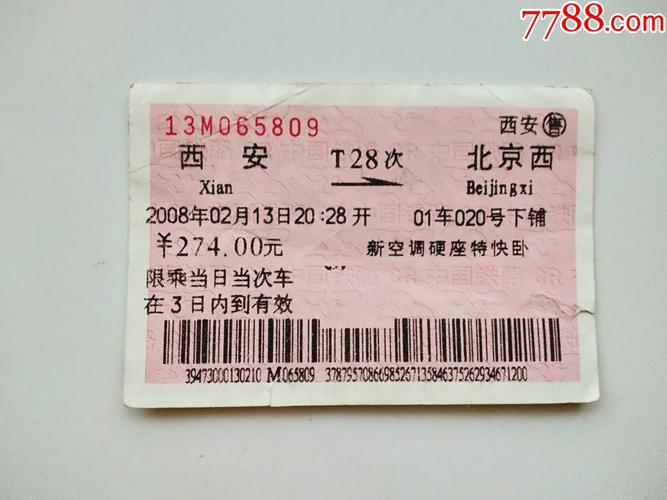 7788.com
13M065809 西安售
西安 T28次 北京西
Xian Beijingxi
2008年02月13日20:28开 01车020号下铺
¥274.00元 新空调硬座特快卧
限乘当日当次车
在3日内到有效
39473000130210 M065809 378795708669852671358463752629346​71200